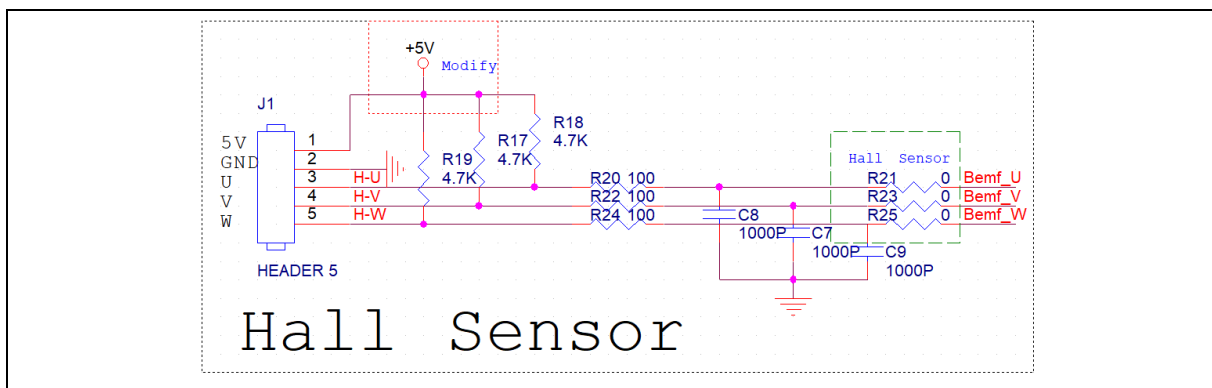 +5V
Modify
J1
5V 1
GND 2
U 3 H-U
V 4 H-V
W 5 H-W
HEADER 5
R18
4.7K
R17
4.7K
R19
4.7K
R20 100
R22 100
R24 100
C8
1000P
C7
1000P
C9
1000P
Hall Sensor
R21 0 Bemf_U
R23 0 Bemf_V
R25 0 Bemf_W
Hall Sensor